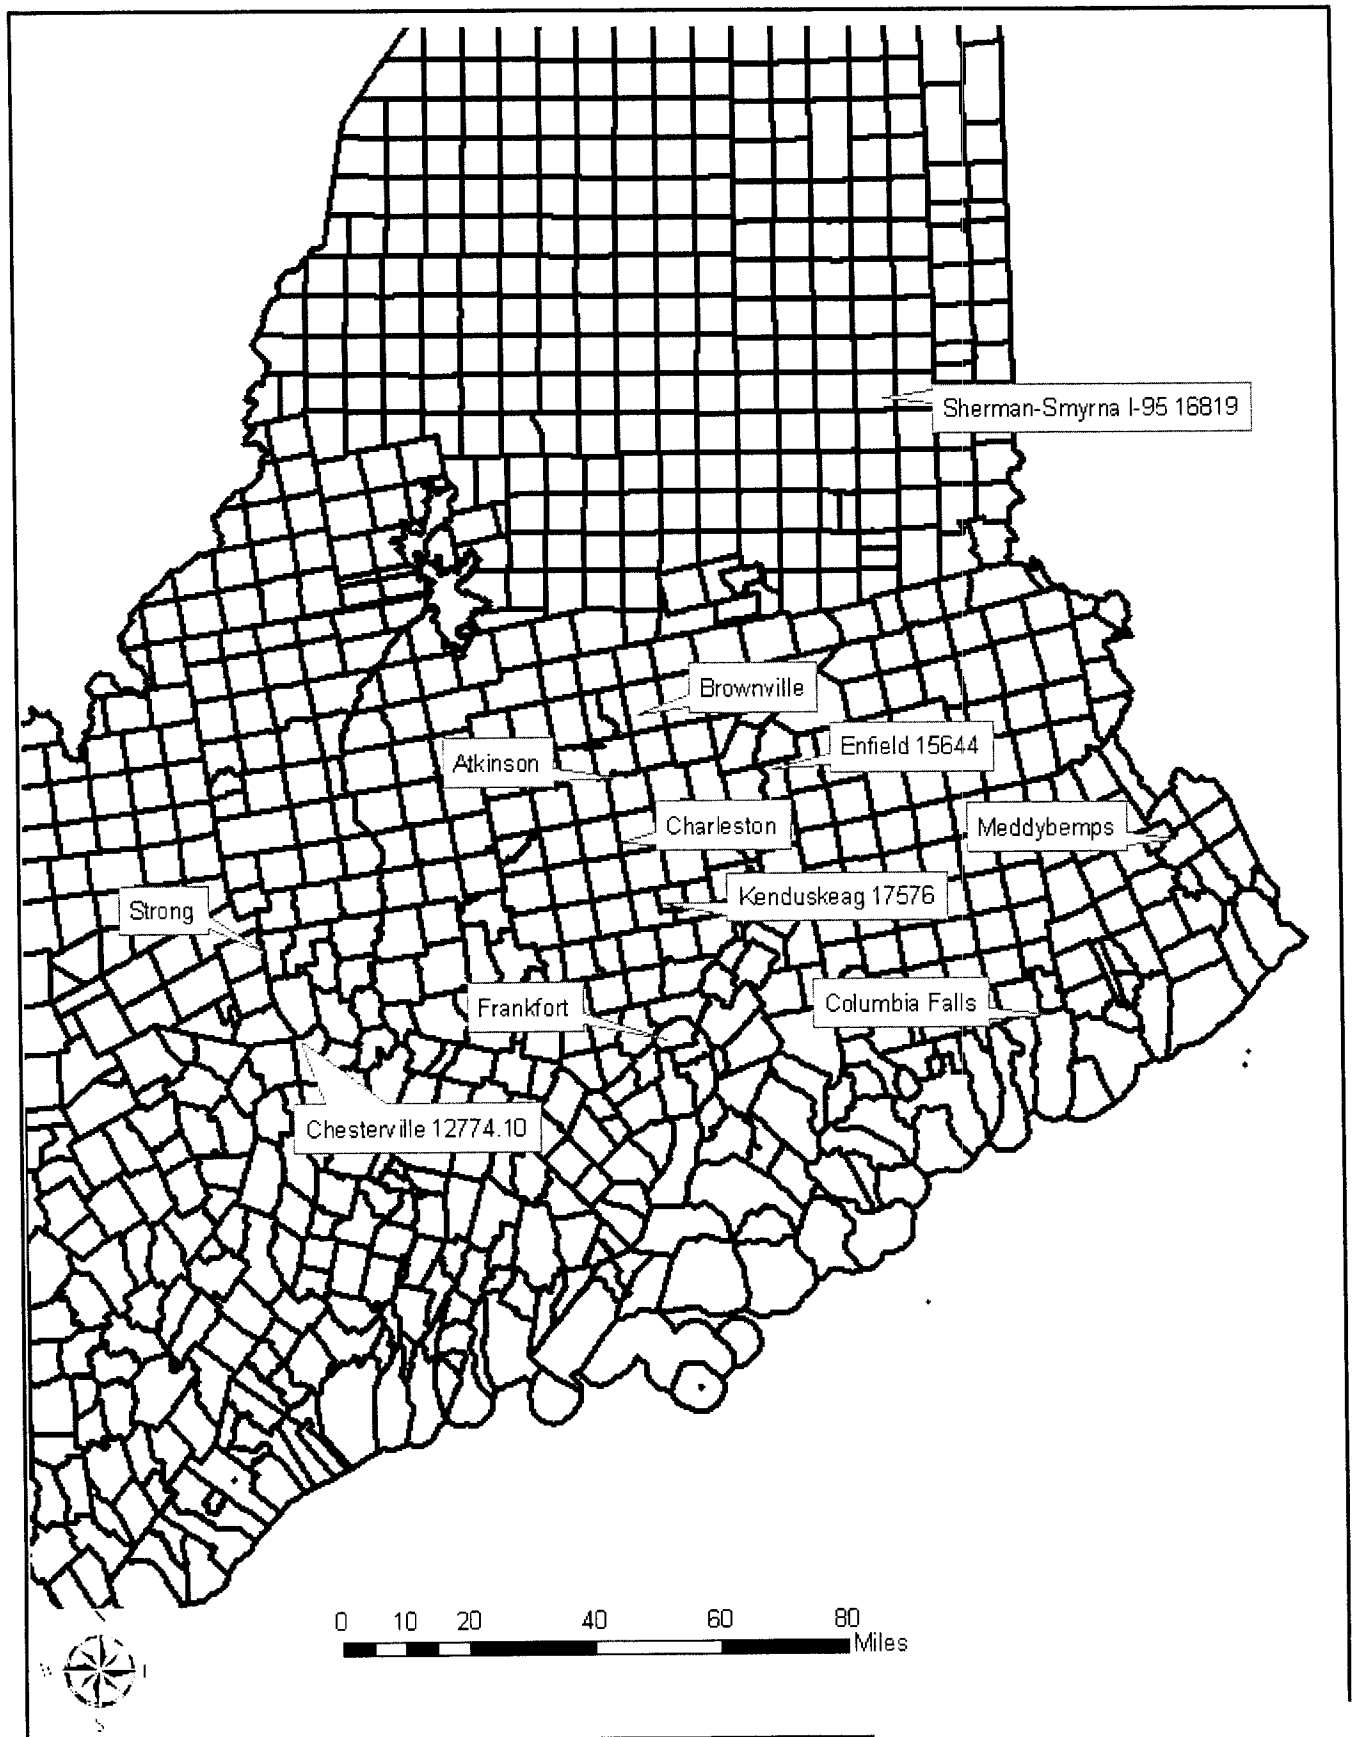 Sherman-Smyrna I-95 16819
Brownville
Enfield 15644
Atkinson
Charleston
Meddybemps
Kenduskeag 17576
Strong
Frankfort
Columbia Falls
Chesterville 12774.10
0 10 20 40 60 80
Miles
S